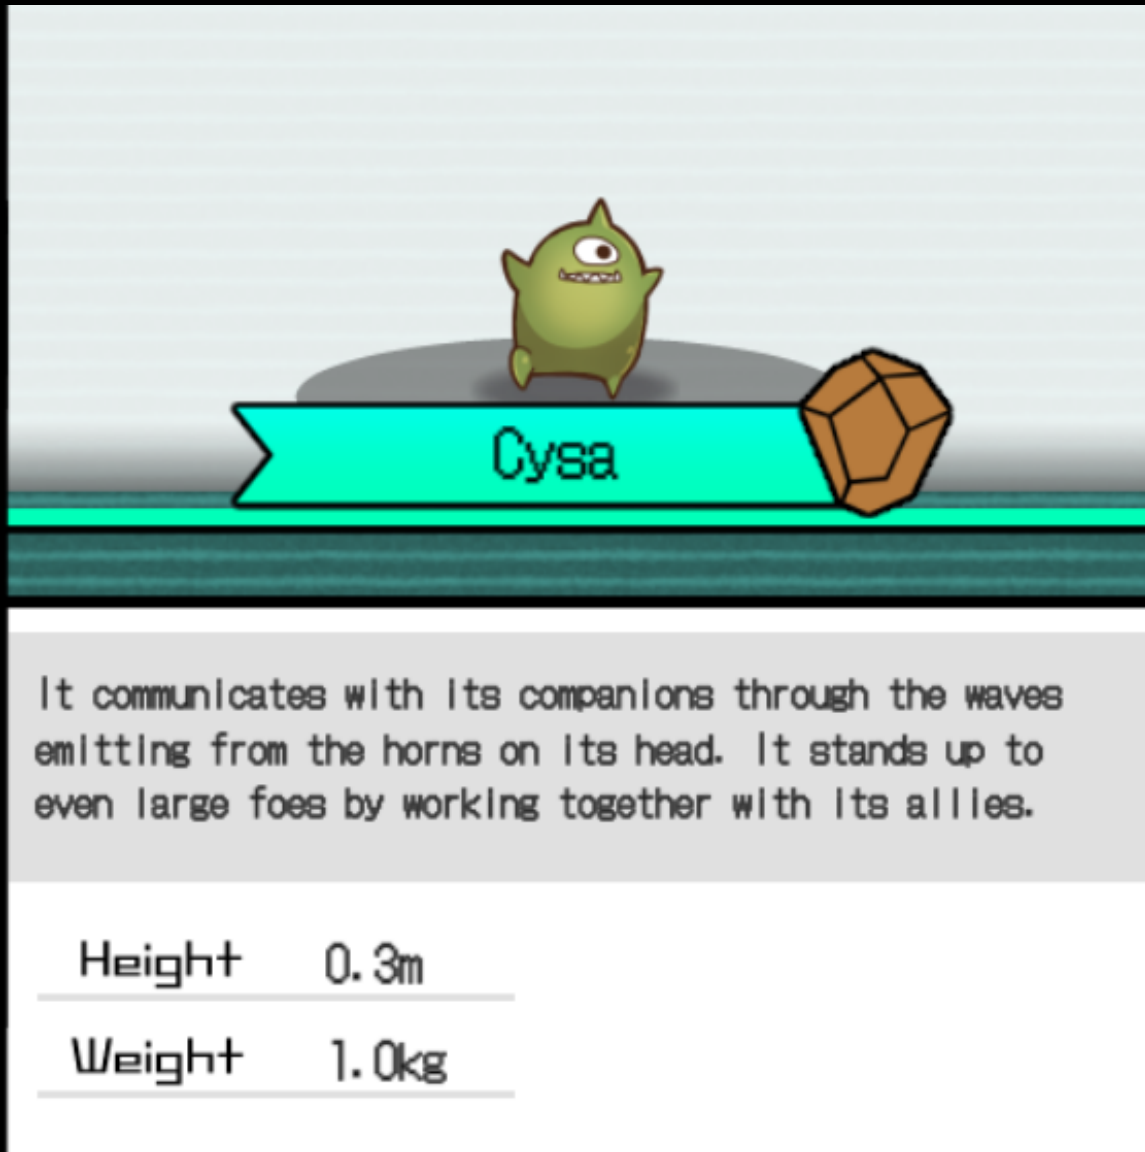 Cysa
It communicates with its companions through the waves
emitting from the horns on its head. It stands up to
even large foes by working together with its allies.
Height 0.3m
Weight 1.0kg